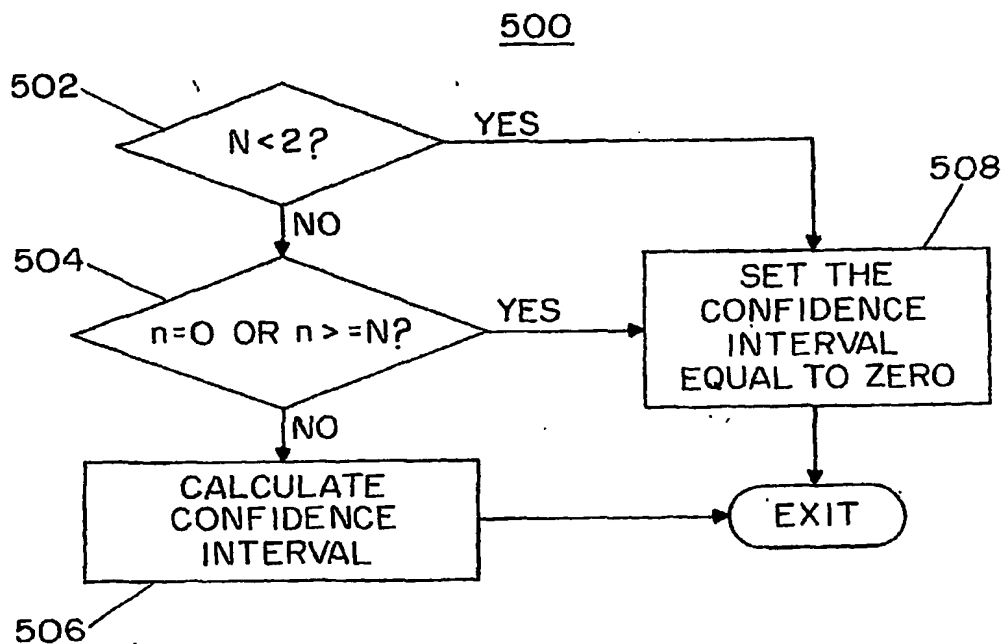 500
502
N<2?
YES
508
NO
504
n=0 OR n>=N?
YES
SET THE
CONFIDENCE
INTERVAL
EQUAL TO ZERO
NO
CALCULATE
CONFIDENCE
INTERVAL
EXIT
506